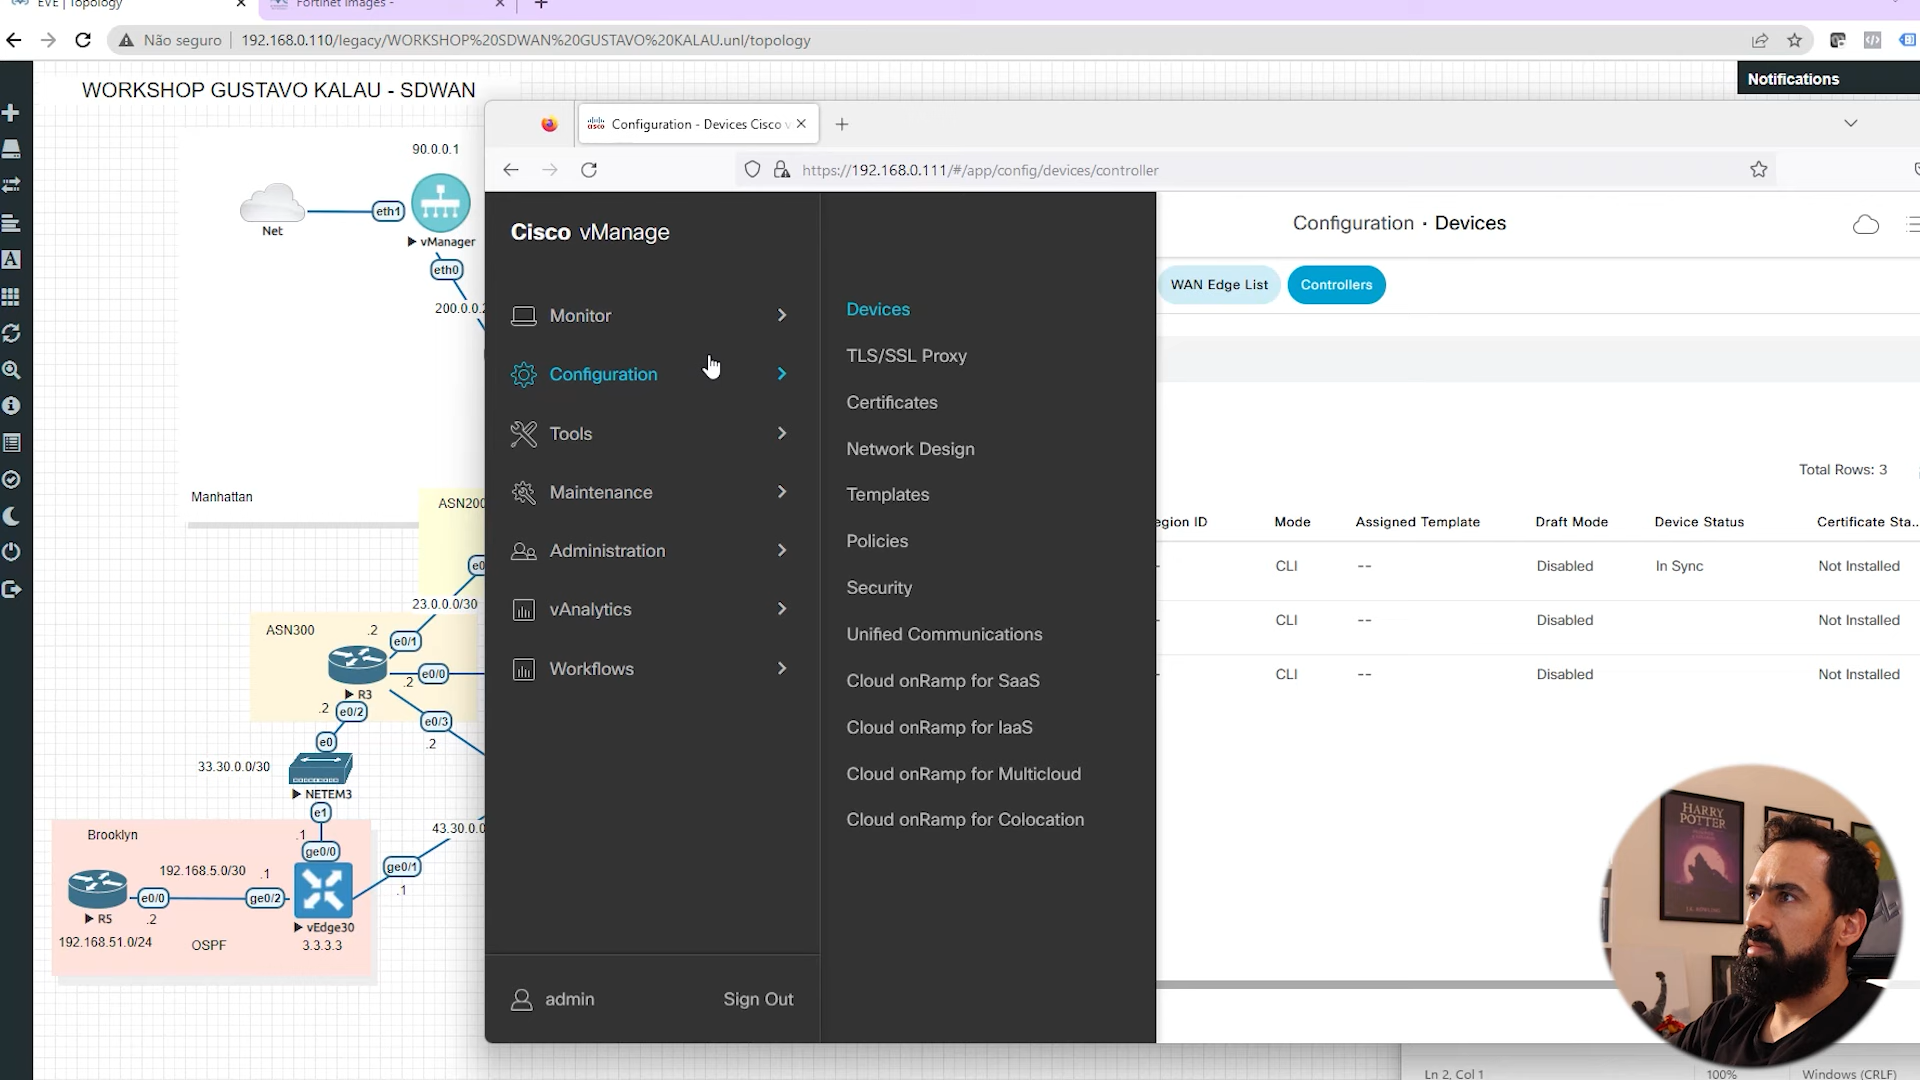 EVE | Topology
Fortinet Images -
Não seguro
192.168.0.110/legacy/WORKSHOP%20SDWAN%20GUSTAVO%20KALAU.unl/topology
WORKSHOP GUSTAVO KALAU - SDWAN
Notifications
90.0.0.1
Net
eth1
vManager
eth0
200.0.0.2
Manhattan
ASN200
e0
23.0.0.0/30
ASN300
.2
e0/1
e0/0
.2
R3
.2
e0/2
e0/3
.2
e0
33.30.0.0/30
NETEM3
e1
Brooklyn
.1
43.30.0.0
ge0/0
192.168.5.0/30
.1
ge0/1
.1
e0/0
ge0/2
R5
.2
vEdge30
192.168.51.0/24
OSPF
3.3.3.3
Configuration - Devices Cisco v
https://192.168.0.111/#/app/config/devices/controller
Cisco vManage
Monitor
Configuration
Tools
Maintenance
Administration
vAnalytics
Workflows
admin
Sign Out
Devices
TLS/SSL Proxy
Certificates
Network Design
Templates
Policies
Security
Unified Communications
Cloud onRamp for SaaS
Cloud onRamp for IaaS
Cloud onRamp for Multicloud
Cloud onRamp for Colocation
Configuration · Devices
WAN Edge List
Controllers
Total Rows: 3
egion ID Mode Assigned Template Draft Mode Device Status Certificate Sta...
CLI -- Disabled In Sync Not Installed
CLI -- Disabled Not Installed
CLI -- Disabled Not Installed
HARRY
POTTER
Ln 2, Col 1
100%
Windows (CRLF)